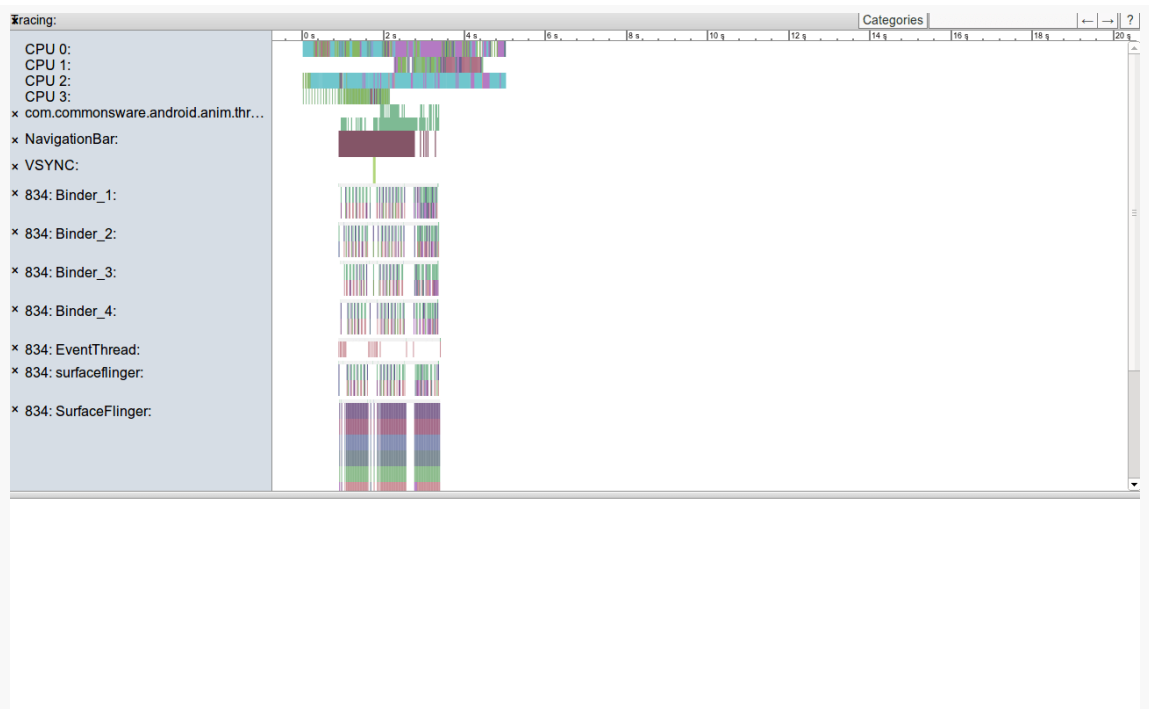 Tracing:
Categories
← → ?
0 s 2 s 4 s 6 s 8 s 10 s 12 s 14 s 16 s 18 s 20 s
CPU 0:
CPU 1:
CPU 2:
CPU 3:
× com.commonsware.android.anim.thr…
× NavigationBar:
× VSYNC:
× 834: Binder_1:
× 834: Binder_2:
× 834: Binder_3:
× 834: Binder_4:
× 834: EventThread:
× 834: surfaceflinger:
× 834: SurfaceFlinger: